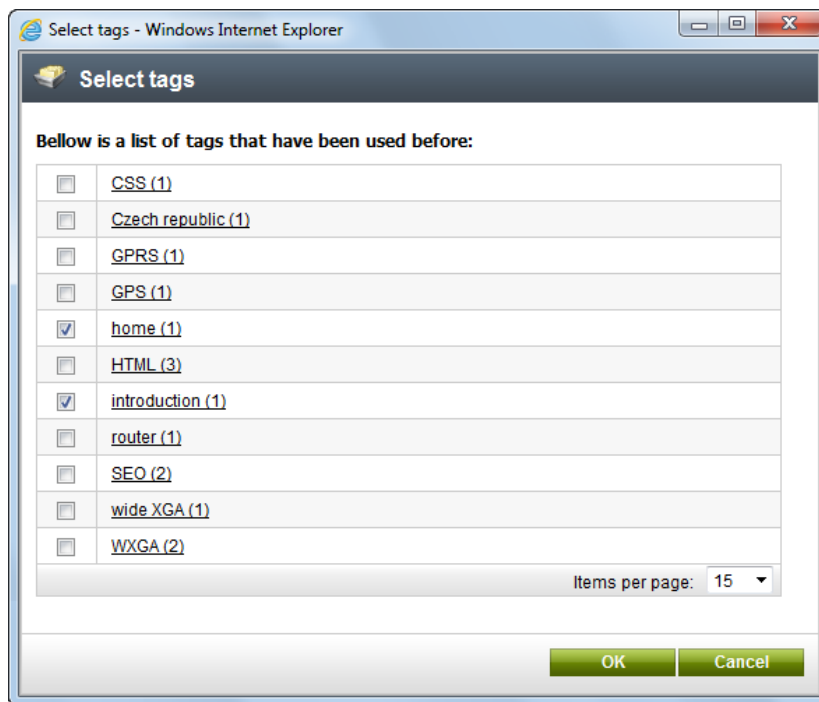 Select tags - Windows Internet Explorer
Select tags
Bellow is a list of tags that have been used before:
CSS (1)
Czech republic (1)
GPRS (1)
GPS (1)
home (1)
HTML (3)
introduction (1)
router (1)
SEO (2)
wide XGA (1)
WXGA (2)
Items per page: 15
OK Cancel